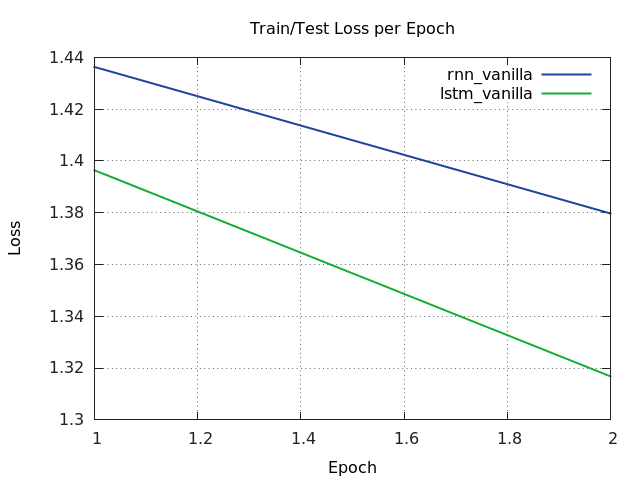 Train/Test Loss per Epoch
1.44
1.42
1.4
1.38
1.36
1.34
1.32
1.3
Loss
rnn_vanilla
lstm_vanilla
1 1.2 1.4 1.6 1.8 2
Epoch